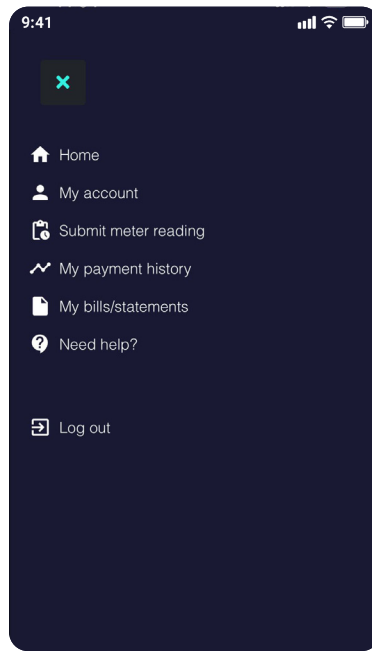 9:41
Home
My account
Submit meter reading
My payment history
My bills/statements
Need help?
Log out